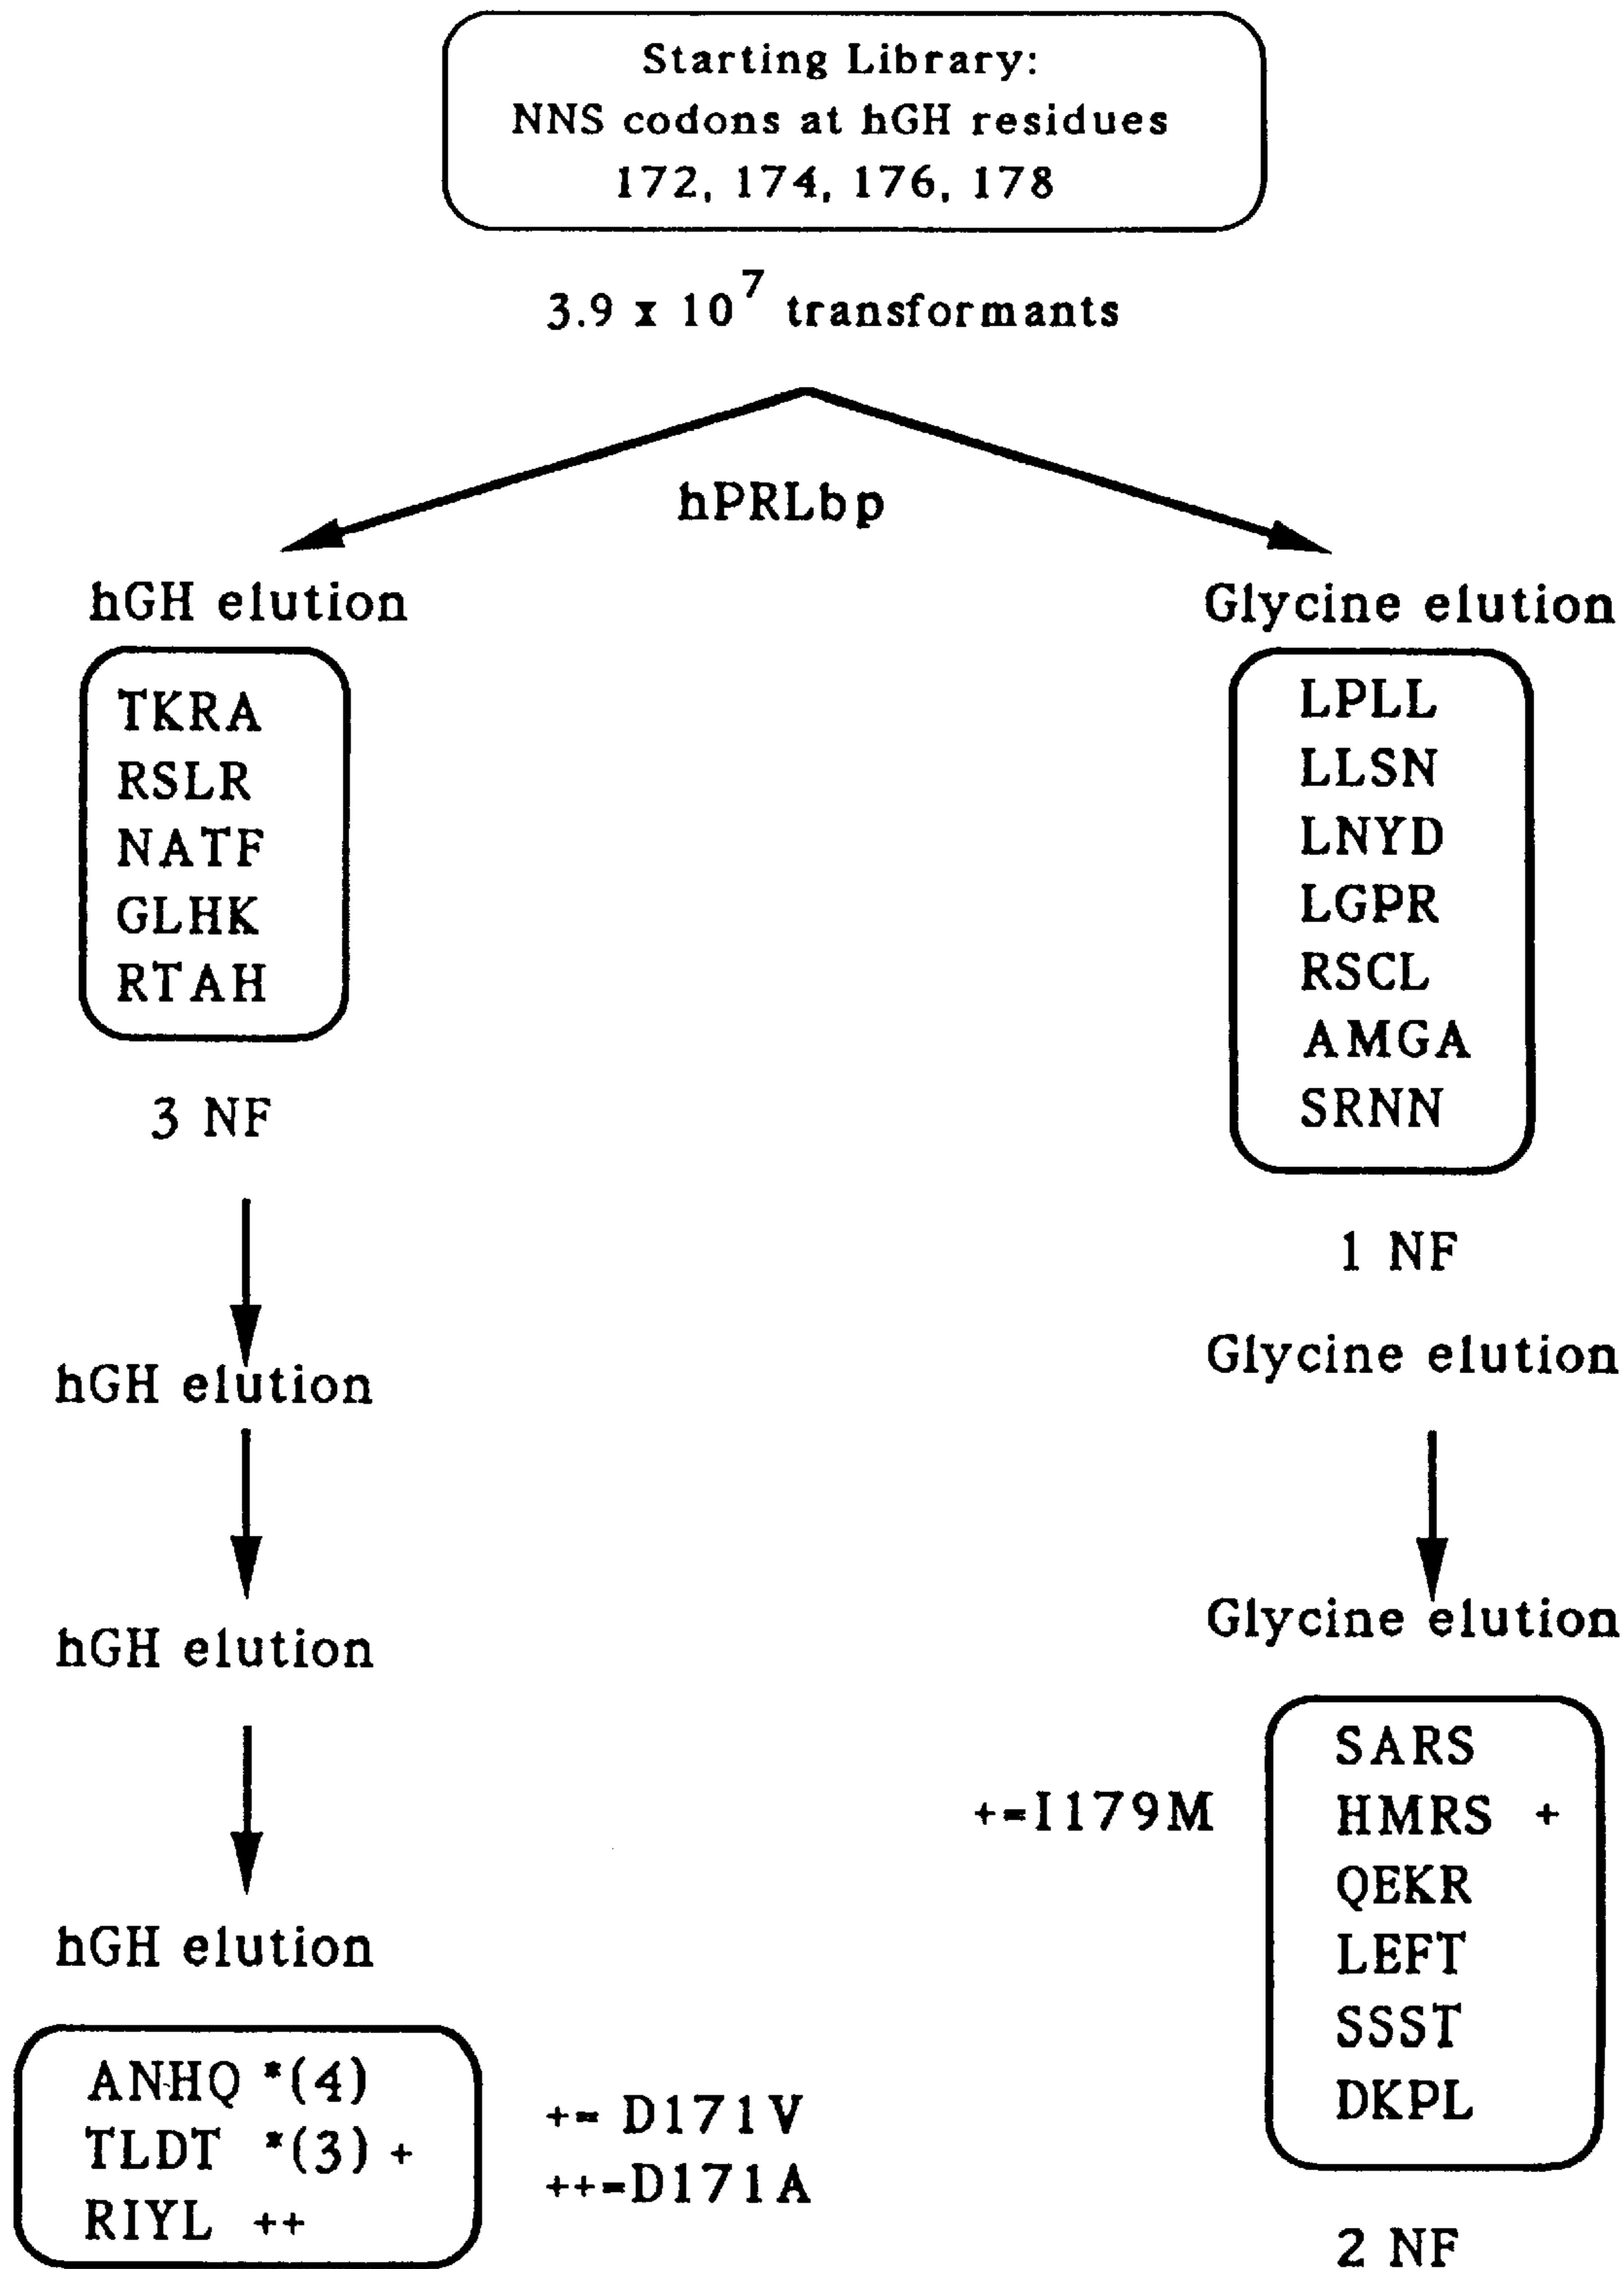 Starting Library:
NNS codons at hGH residues
172, 174, 176, 178
3.9 x 10^7 transformants
hPRLbp
hGH elution
TKRA
RSLR
NATF
GLHK
RTAH
3 NF
hGH elution
hGH elution
hGH elution
ANHQ *(4)
TLDT *(3) +
RIYL ++
+= D171V
++=D171A
Glycine elution
LPLL
LLSN
LNYD
LGPR
RSCL
AMGA
SRNN
1 NF
Glycine elution
Glycine elution
+=I179M
SARS
HMRS +
QEKR
LEFT
SSST
DKPL
2 NF